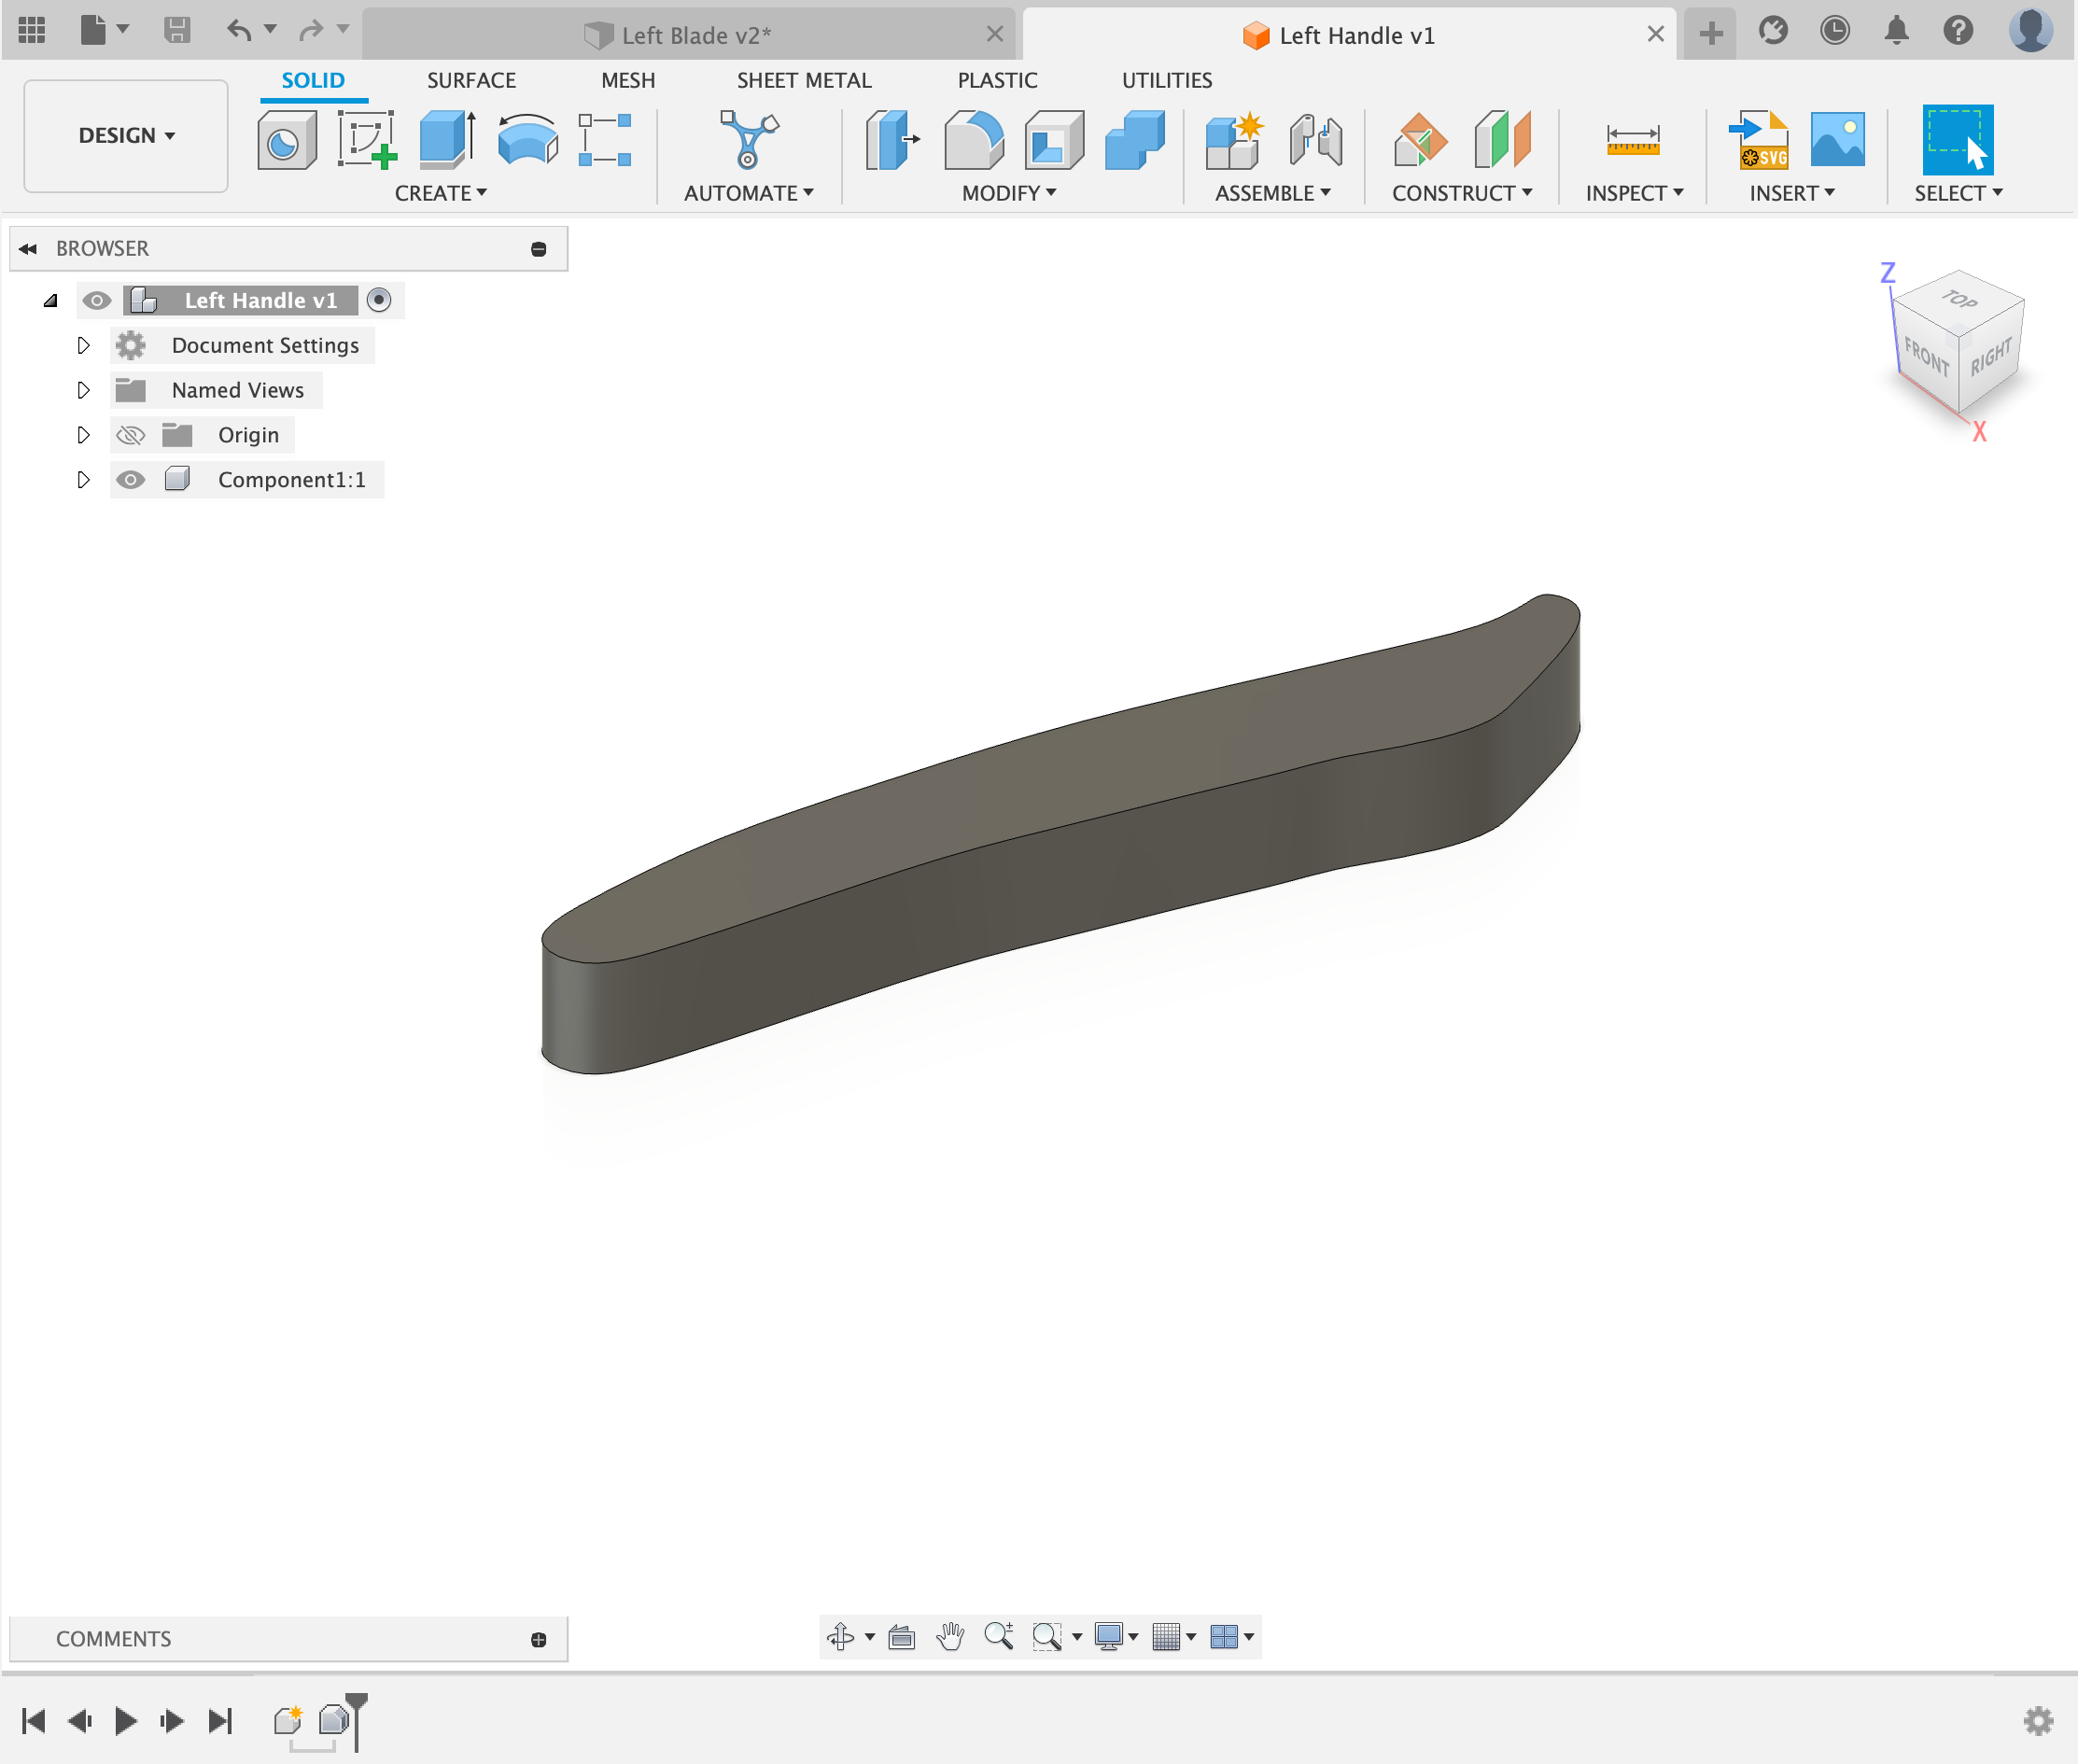 Left Blade v2*
Left Handle v1
DESIGN
SOLID SURFACE MESH SHEET METAL PLASTIC UTILITIES
SVG
CREATE AUTOMATE MODIFY ASSEMBLE CONSTRUCT INSPECT INSERT SELECT
BROWSER
Left Handle v1
Document Settings
Named Views
Origin
Component1:1
Z
TOP
FRONT
RIGHT
X
COMMENTS